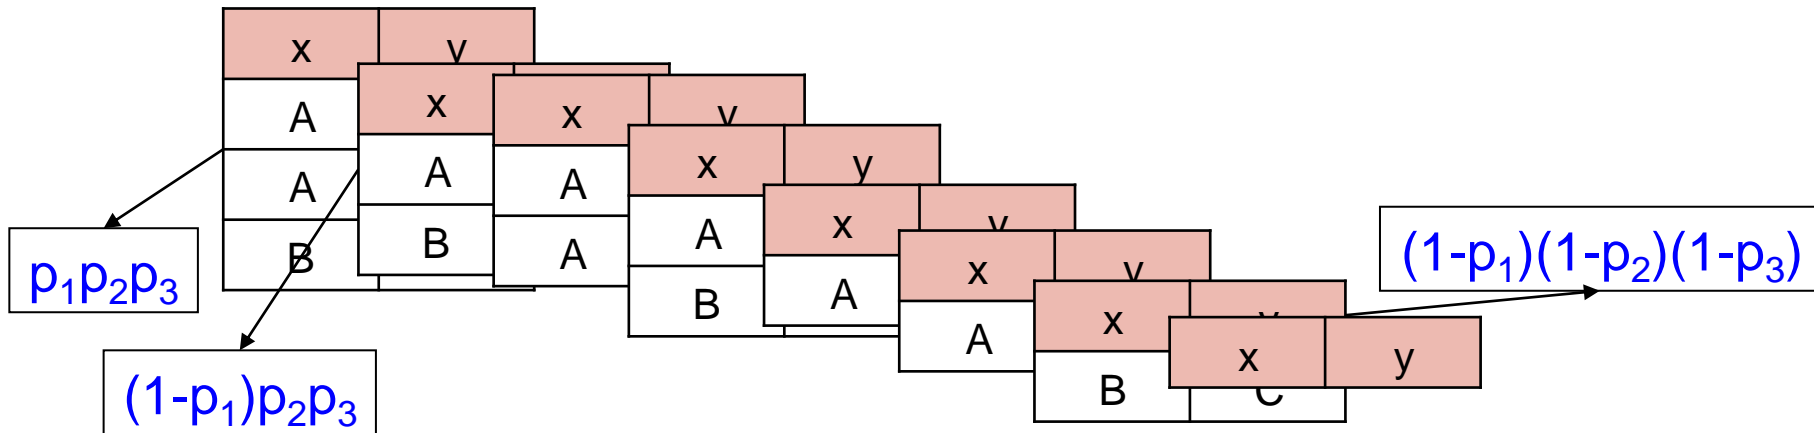 x y
A
A
B
x
A
B
x y
A
A
x y
A
B
x y
A
x y
A
x y
B C
x y
p₁p₂p₃
(1-p₁)p₂p₃
(1-p₁)(1-p₂)(1-p₃)